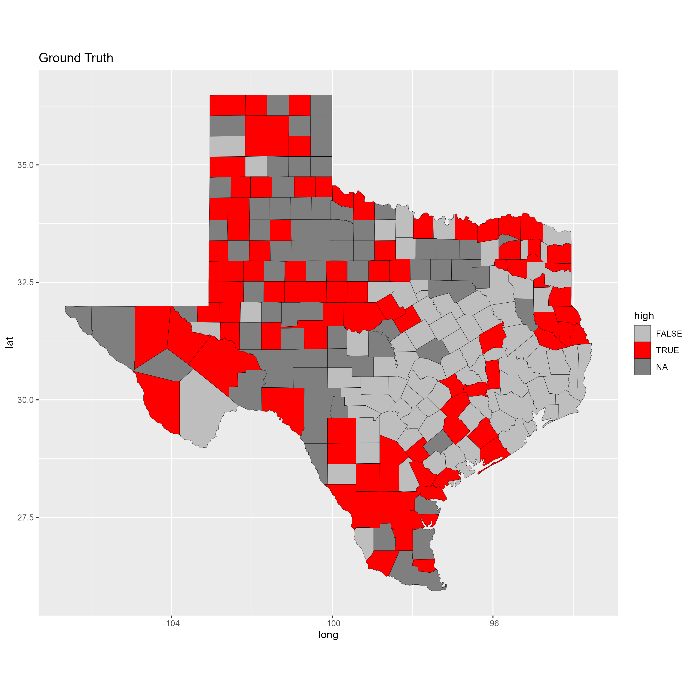 Ground Truth
35.0
32.5
30.0
27.5
lat
104
100
96
long
high
FALSE
TRUE
NA